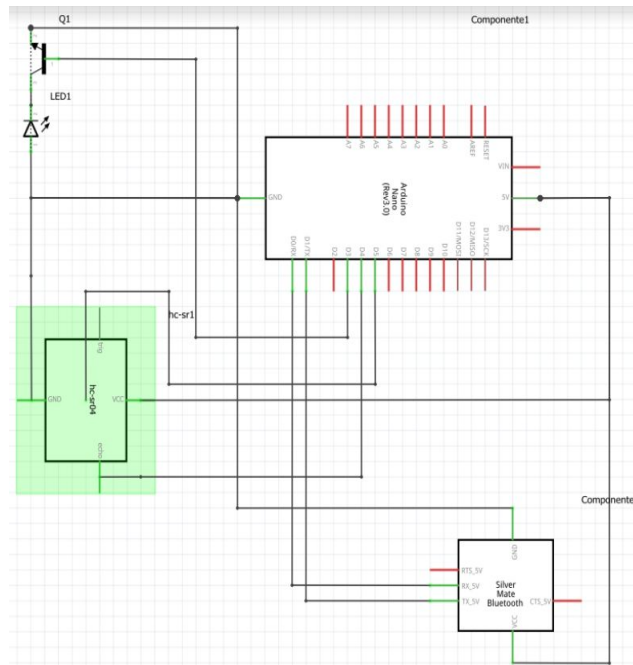 Q1
Componente1
LED1
A7
A6
A5
A4
A3
A2
A1
A0
AREF
RESET
VIN
Arduino
Nano
(Rev3.0)
GND
5V
3V3
D0/RX
D1/TX
D2
D3
D4
D5
D6
D7
D8
D9
D10
D11/MOSI
D12/MISO
D13/SCK
hc-sr1
trig
GND
hc-sr04
VCC
echo
Componente
GND
RTS_5V
RX_5V
TX_5V
Silver
Mate
Bluetooth
CTS_5V
VCC